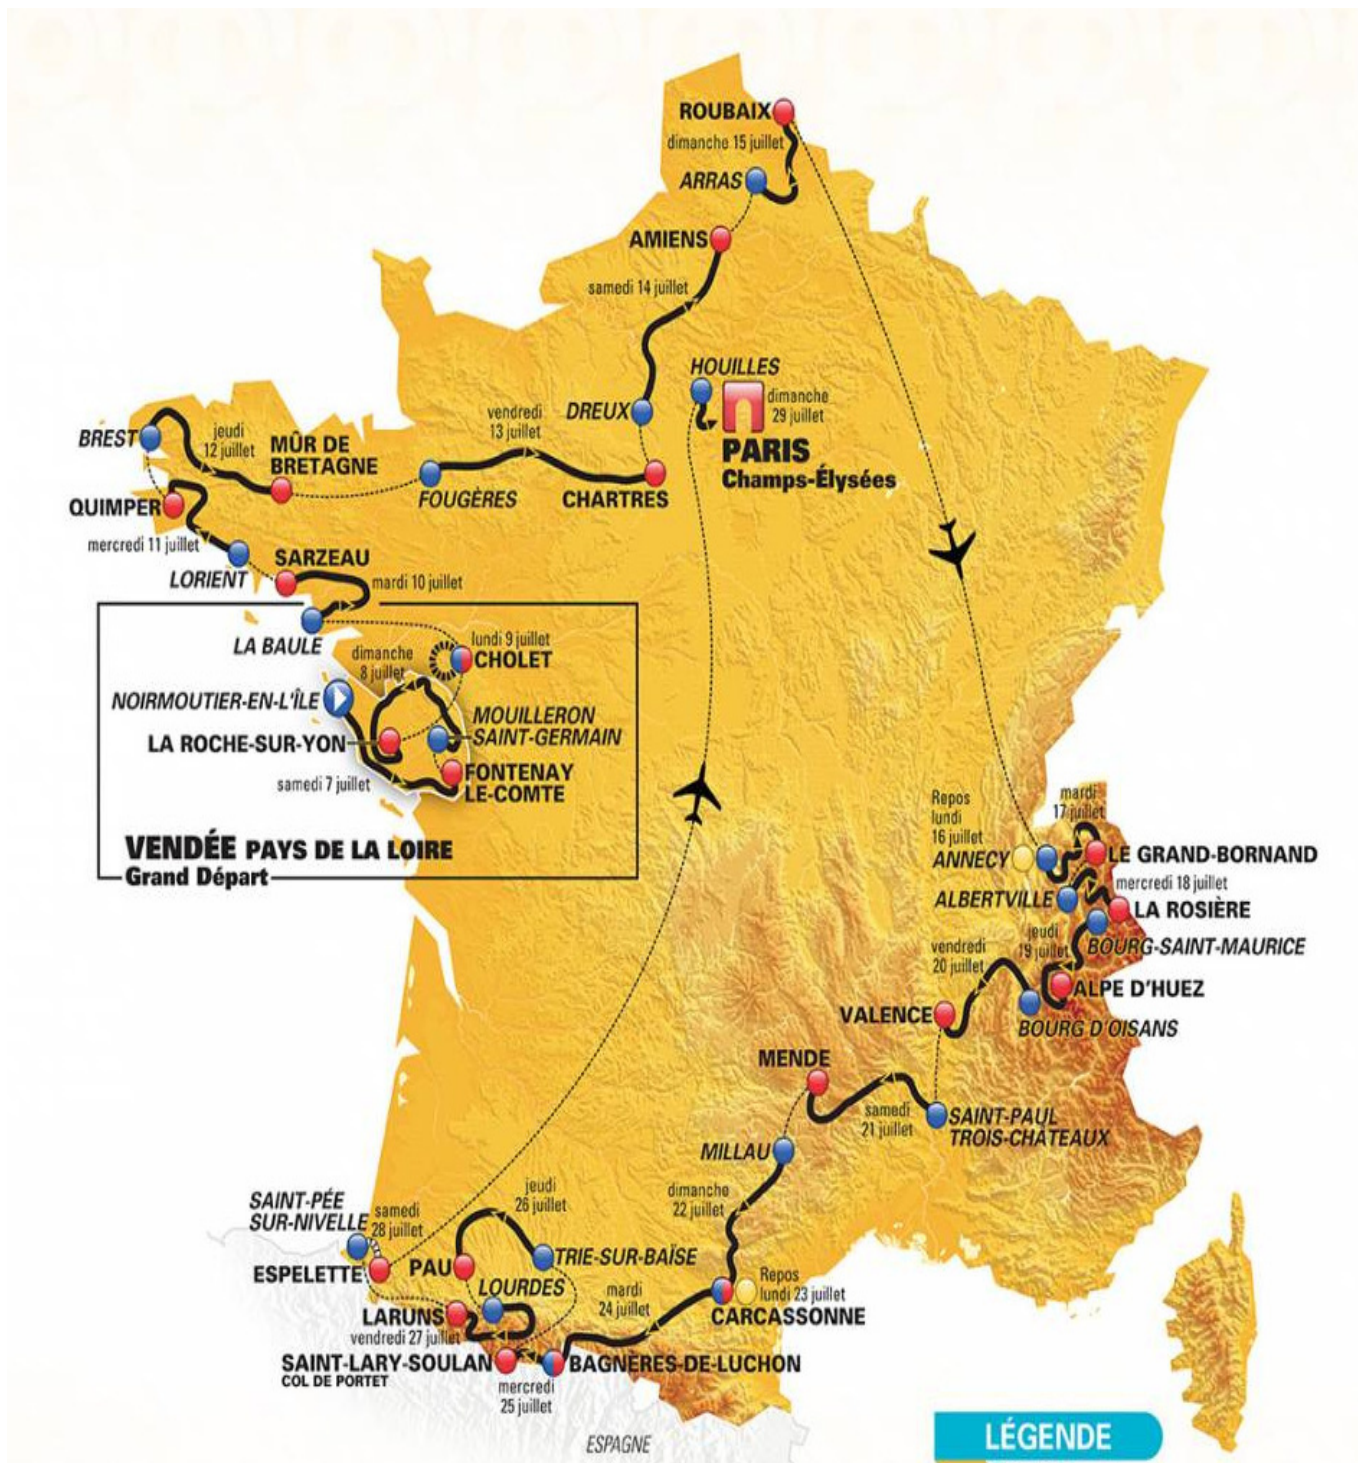 ROUBAIX
dimanche 15 juillet
ARRAS
AMIENS
samedi 14 juillet
HOUILLES
dimanche
29 juillet
PARIS
Champs-Élysées
DREUX
vendredi
13 juillet
BREST
jeudi
12 juillet
MÛR DE
BRETAGNE
FOUGÈRES
CHARTRES
QUIMPER
mercredi 11 juillet
LORIENT
SARZEAU
mardi 10 juillet
LA BAULE
lundi 9 juillet
CHOLET
dimanche
8 juillet
NOIRMOUTIER-EN-L'ÎLE
MOUILLERON
SAINT-GERMAIN
LA ROCHE-SUR-YON
FONTENAY
LE-COMTE
samedi 7 juillet
VENDÉE PAYS DE LA LOIRE
Grand Départ
Repos
lundi
16 juillet
mardi
17 juillet
ANNECY
LE GRAND-BORNAND
mercredi 18 juillet
ALBERTVILLE
LA ROSIÈRE
jeudi
19 juillet
BOURG-SAINT-MAURICE
vendredi
20 juillet
ALPE D'HUEZ
VALENCE
BOURG D'OISANS
MENDE
samedi
21 juillet
SAINT-PAUL
TROIS-CHÂTEAUX
MILLAU
dimanche
22 juillet
jeudi
26 juillet
SAINT-PÉE
SUR-NIVELLE
samedi
28 juillet
ESPELETTE
PAU
TRIE-SUR-BAÏSE
LOURDES
mardi
24 juillet
Repos
lundi 23 juillet
CARCASSONNE
LARUNS
vendredi 27 juillet
SAINT-LARY-SOULAN
COL DE PORTET
BAGNÈRES-DE-LUCHON
mercredi
25 juillet
ESPAGNE
LÉGENDE